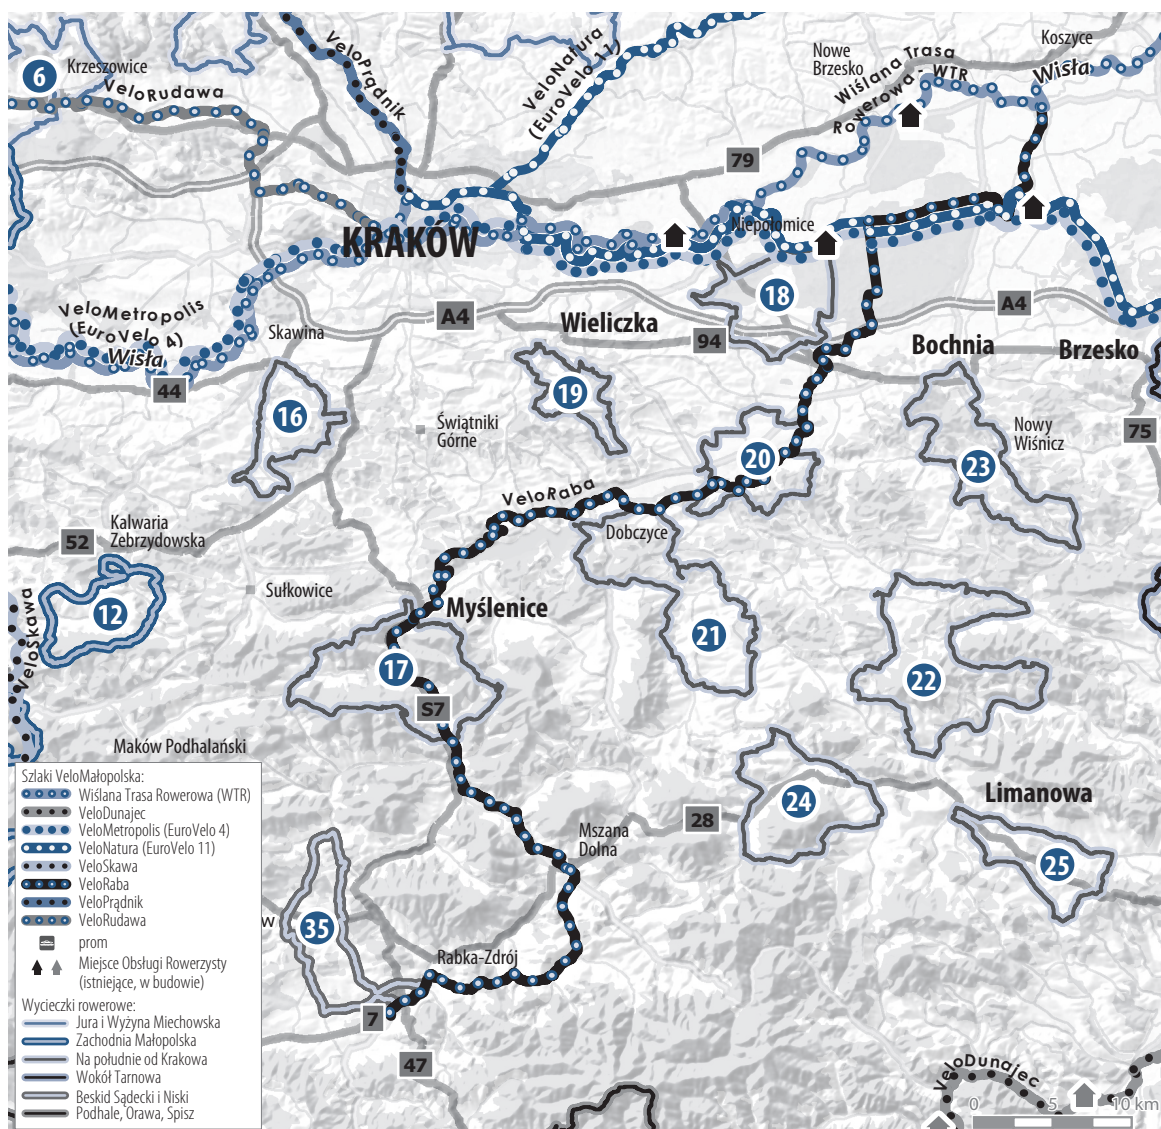 6
Krzeszowice
VeloRudawa
VeloPrądnik
VeloNatura
(EuroVelo 11)
Nowe
Brzesko
Wiślana Trasa
Rowerowa - WTR
Koszyce
Wisła
79
KRAKÓW
Niepołomice
VeloMetropolis
(EuroVelo 4)
Wisła
Skawina
A4
Wieliczka
94
18
A4
Bochnia
Brzesko
44
16
19
Świątniki
Górne
20
Nowy
Wiśnicz
75
23
VeloRaba
Dobczyce
52
Kalwaria
Zebrzydowska
Sułkowice
12
VeloSkawa
Myślenice
17
21
22
S7
Maków Podhalański
24
Limanowa
28
Mszana
Dolna
25
35
w
Rabka-Zdrój
7
47
VeloDunajec
0 5 10 km
Szlaki VeloMałopolska:
Wiślana Trasa Rowerowa (WTR)
VeloDunajec
VeloMetropolis (EuroVelo 4)
VeloNatura (EuroVelo 11)
VeloSkawa
VeloRaba
VeloPrądnik
VeloRudawa
prom
Miejsce Obsługi Rowerzysty
(istniejące, w budowie)
Wycieczki rowerowe:
Jura i Wyżyna Miechowska
Zachodnia Małopolska
Na południe od Krakowa
Wokół Tarnowa
Beskid Sądecki i Niski
Podhale, Orawa, Spisz